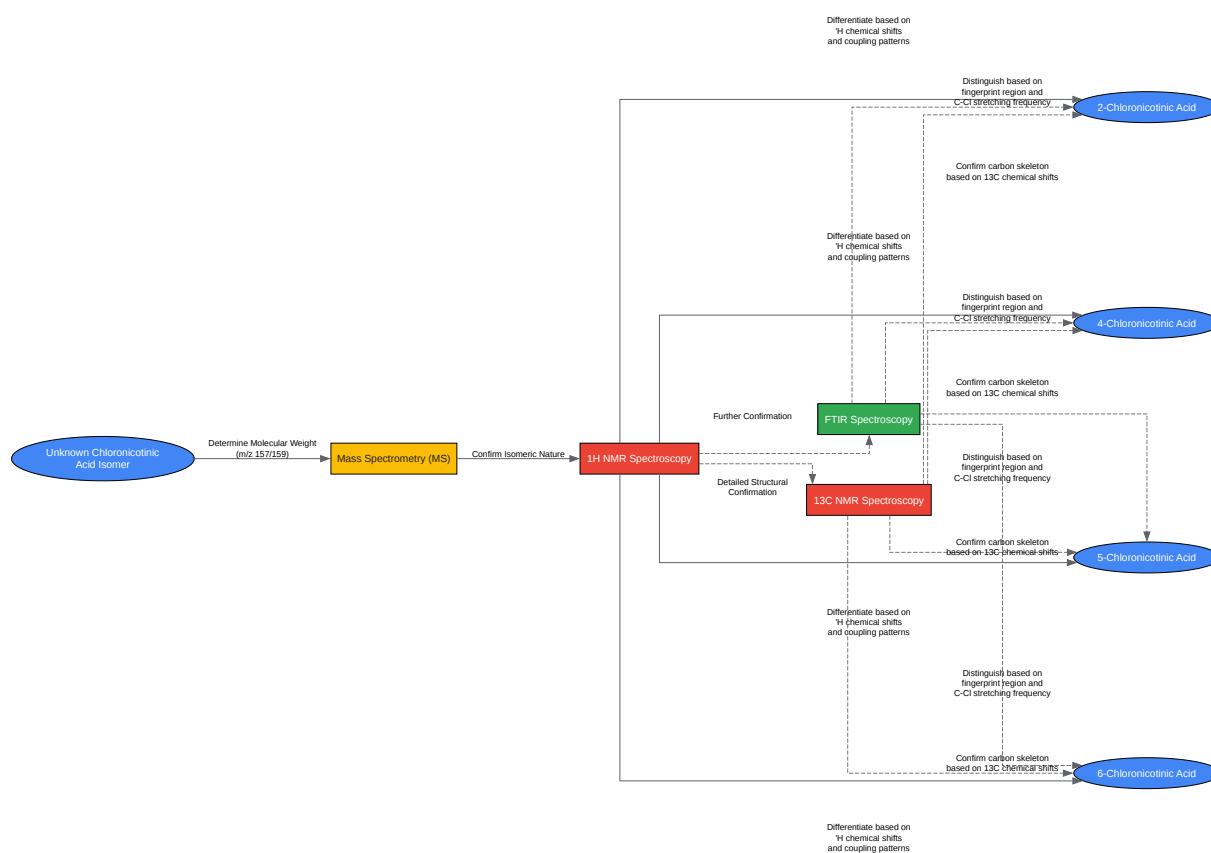 Differentiate based on
'H chemical shifts
and coupling patterns
Distinguish based on
fingerprint region and
C-Cl stretching frequency
2-Chloronicotinic Acid
Confirm carbon skeleton
based on 13C chemical shifts
Differentiate based on
'H chemical shifts
and coupling patterns
Distinguish based on
fingerprint region and
C-Cl stretching frequency
4-Chloronicotinic Acid
Confirm carbon skeleton
based on 13C chemical shifts
Further Confirmation
FTIR Spectroscopy
Unknown Chloronicotinic
Acid Isomer
Determine Molecular Weight
(m/z 157/159)
Mass Spectrometry (MS)
Confirm Isomeric Nature
1H NMR Spectroscopy
Distinguish based on
fingerprint region and
C-Cl stretching frequency
Detailed Structural
Confirmation
13C NMR Spectroscopy
Confirm carbon skeleton
based on 13C chemical shifts
5-Chloronicotinic Acid
Differentiate based on
'H chemical shifts
and coupling patterns
Distinguish based on
fingerprint region and
C-Cl stretching frequency
Confirm carbon skeleton
based on 13C chemical shifts
6-Chloronicotinic Acid
Differentiate based on
'H chemical shifts
and coupling patterns